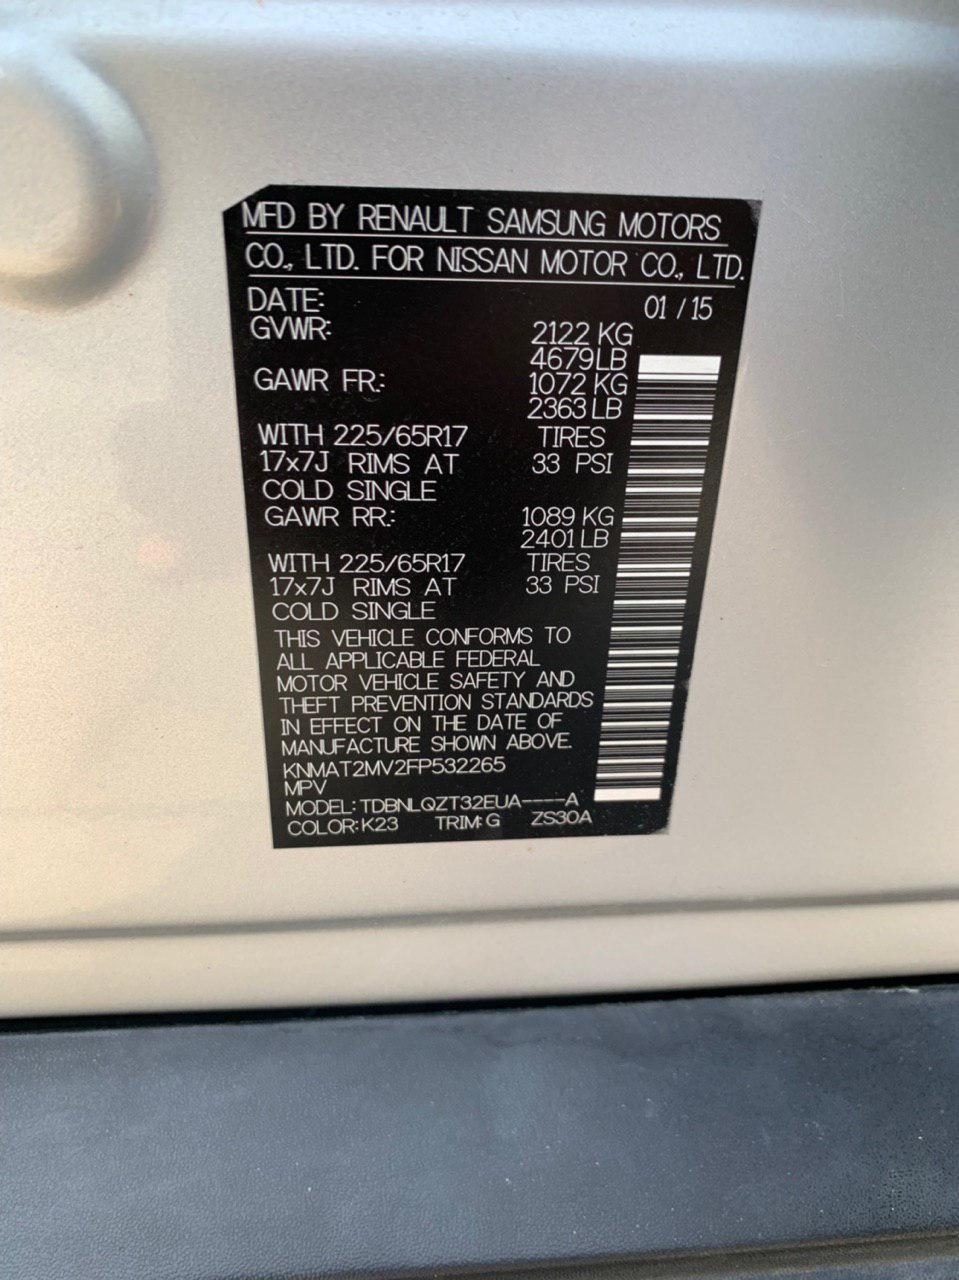 MFD BY RENAULT SAMSUNG MOTORS
CO., LTD. FOR NISSAN MOTOR CO., LTD.
DATE: 01 / 15
GVWR: 2122 KG
4679LB
GAWR FR.: 1072 KG
2363 LB
WITH 225/65R17 TIRES
17x7J RIMS AT 33 PSI
COLD SINGLE
GAWR RR.: 1089 KG
2401 LB
WITH 225/65R17 TIRES
17x7J RIMS AT 33 PSI
COLD SINGLE
THIS VEHICLE CONFORMS TO
ALL APPLICABLE FEDERAL
MOTOR VEHICLE SAFETY AND
THEFT PREVENTION STANDARDS
IN EFFECT ON THE DATE OF
MANUFACTURE SHOWN ABOVE.
KNMAT2MV2FP532265
MPV
MODEL: TDBNLQZT32EUA----A
COLOR: K23 TRIM: G ZS30A